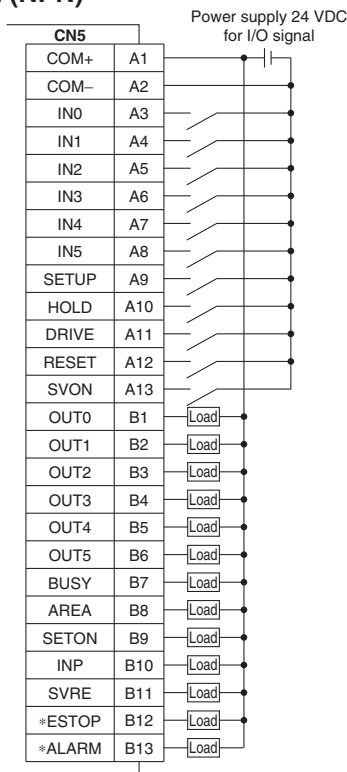 (NPN)
Power supply 24 VDC
for I/O signal
CN5
COM+ A1
COM− A2
IN0 A3
IN1 A4
IN2 A5
IN3 A6
IN4 A7
IN5 A8
SETUP A9
HOLD A10
DRIVE A11
RESET A12
SVON A13
OUT0 B1 Load
OUT1 B2 Load
OUT2 B3 Load
OUT3 B4 Load
OUT4 B5 Load
OUT5 B6 Load
BUSY B7 Load
AREA B8 Load
SETON B9 Load
INP B10 Load
SVRE B11 Load
∗ESTOP B12 Load
∗ALARM B13 Load